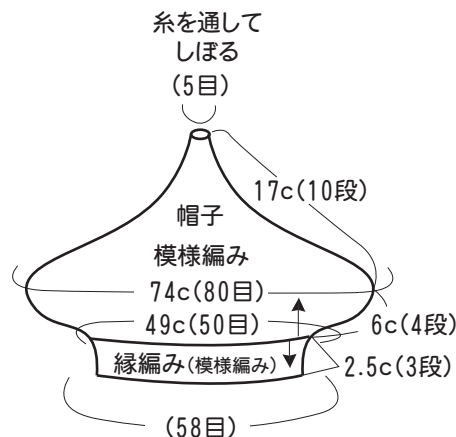 糸を通して
しぼる
(5目)
17c(10段)
帽子
模様編み
74c(80目)
49c(50目)
6c(4段)
縁編み(模様編み)
2.5c(3段)
(58目)